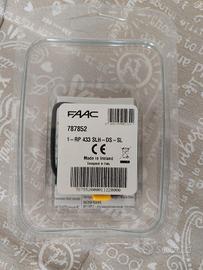 FAAC
787852
1 - RP 433 SLH - DS - SL
CE
Made in Ireland
Designed in Italy